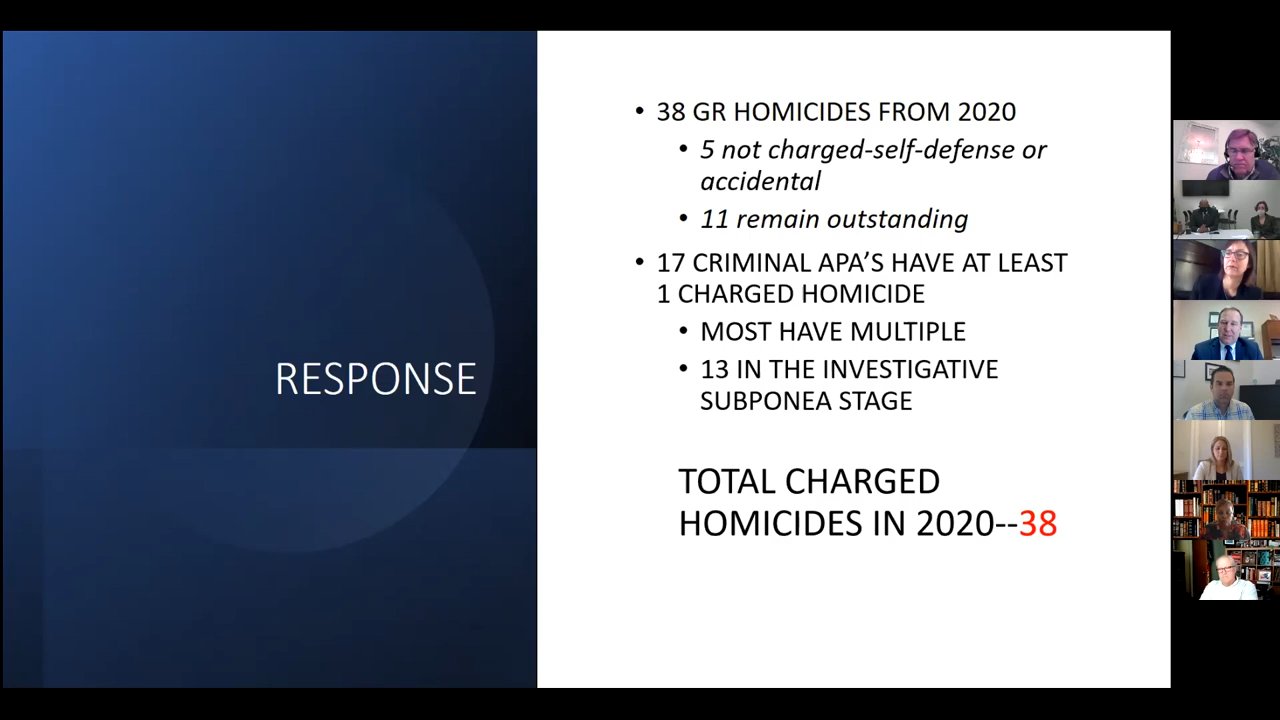 RESPONSE
• 38 GR HOMICIDES FROM 2020
• 5 not charged-self-defense or
accidental
• 11 remain outstanding
• 17 CRIMINAL APA'S HAVE AT LEAST
1 CHARGED HOMICIDE
• MOST HAVE MULTIPLE
• 13 IN THE INVESTIGATIVE
SUBPONEA STAGE
TOTAL CHARGED
HOMICIDES IN 2020--38